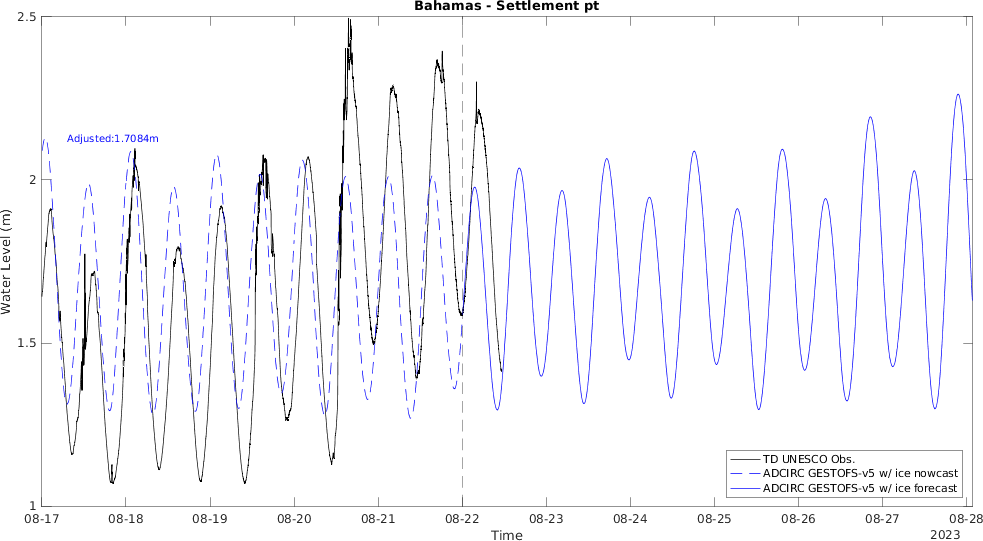 Bahamas - Settlement pt
2.5
2
1.5
1
Water Level (m)
Adjusted:1.7084m
TD UNESCO Obs.
ADCIRC GESTOFS-v5 w/ ice nowcast
ADCIRC GESTOFS-v5 w/ ice forecast
08-17 08-18 08-19 08-20 08-21 08-22 08-23 08-24 08-25 08-26 08-27 08-28
Time
2023